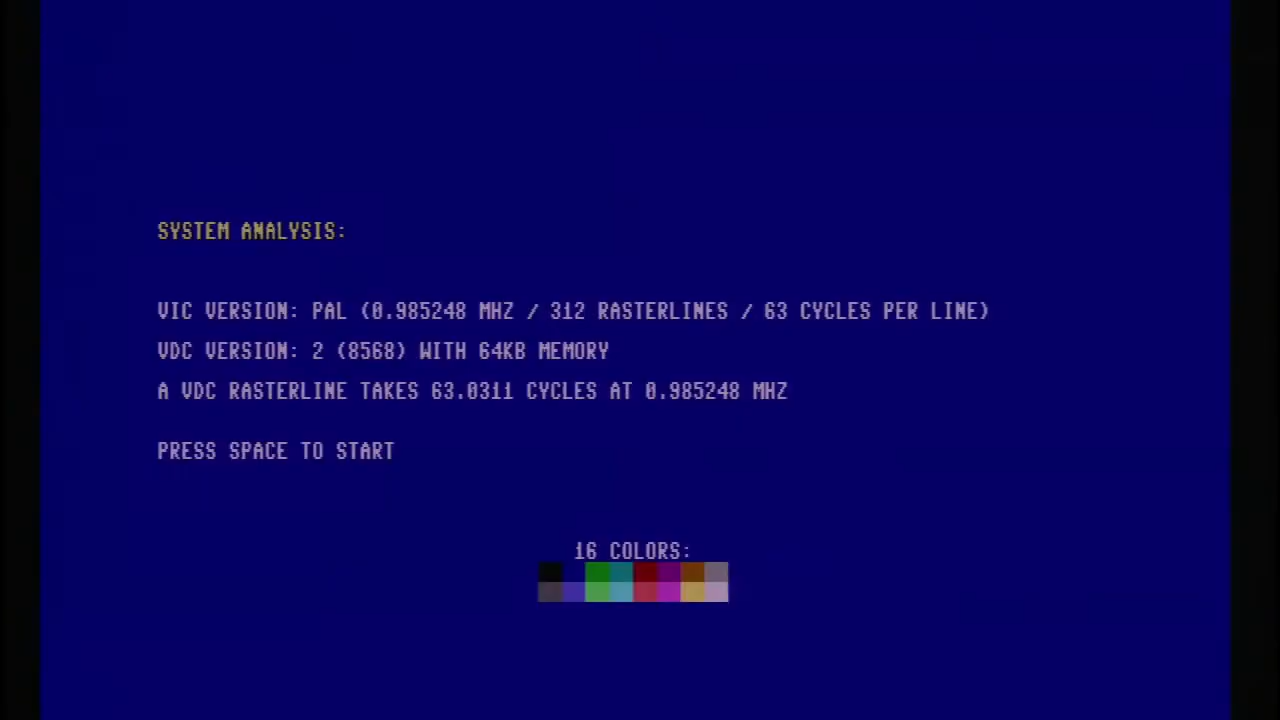 SYSTEM ANALYSIS:
VIC VERSION: PAL (0.985248 MHZ / 312 RASTERLINES / 63 CYCLES PER LINE)
VDC VERSION: 2 (8568) WITH 64KB MEMORY
A VDC RASTERLINE TAKES 63.0311 CYCLES AT 0.985248 MHZ
PRESS SPACE TO START
16 COLORS: